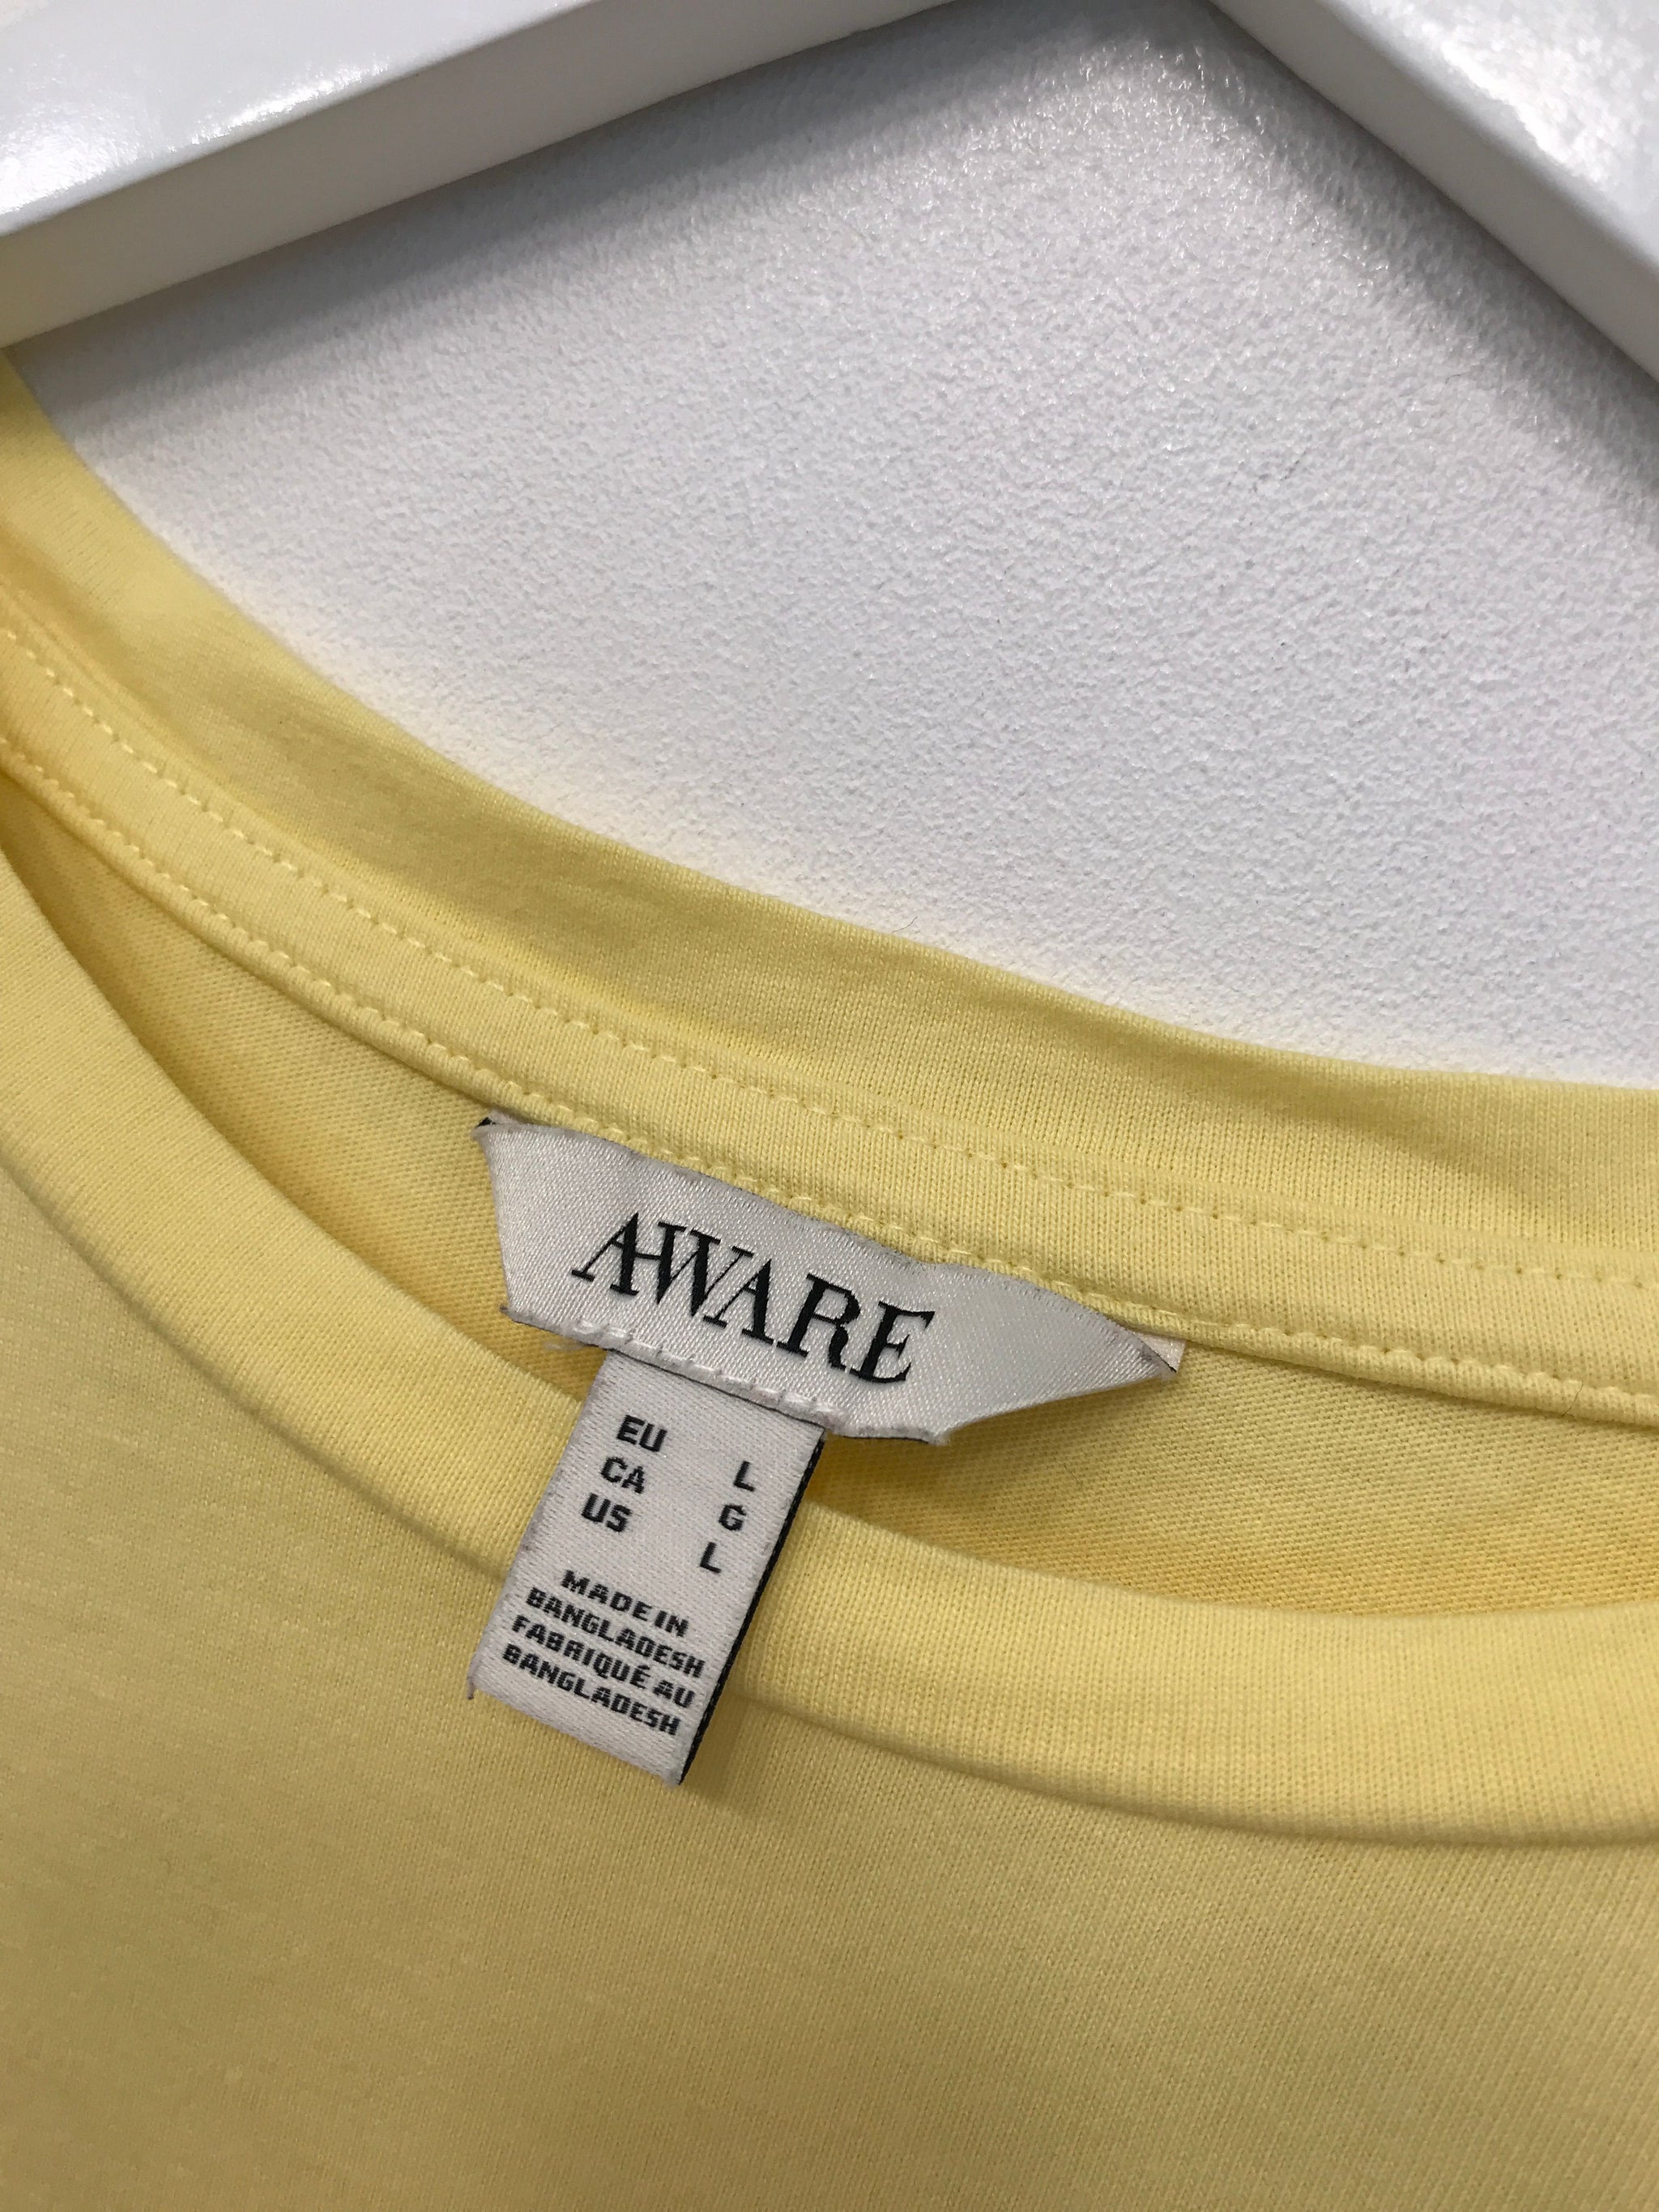 AWARE
EU L
CA G
US L
MADE IN
BANGLADESH
FABRIQUÉ AU
BANGLADESH